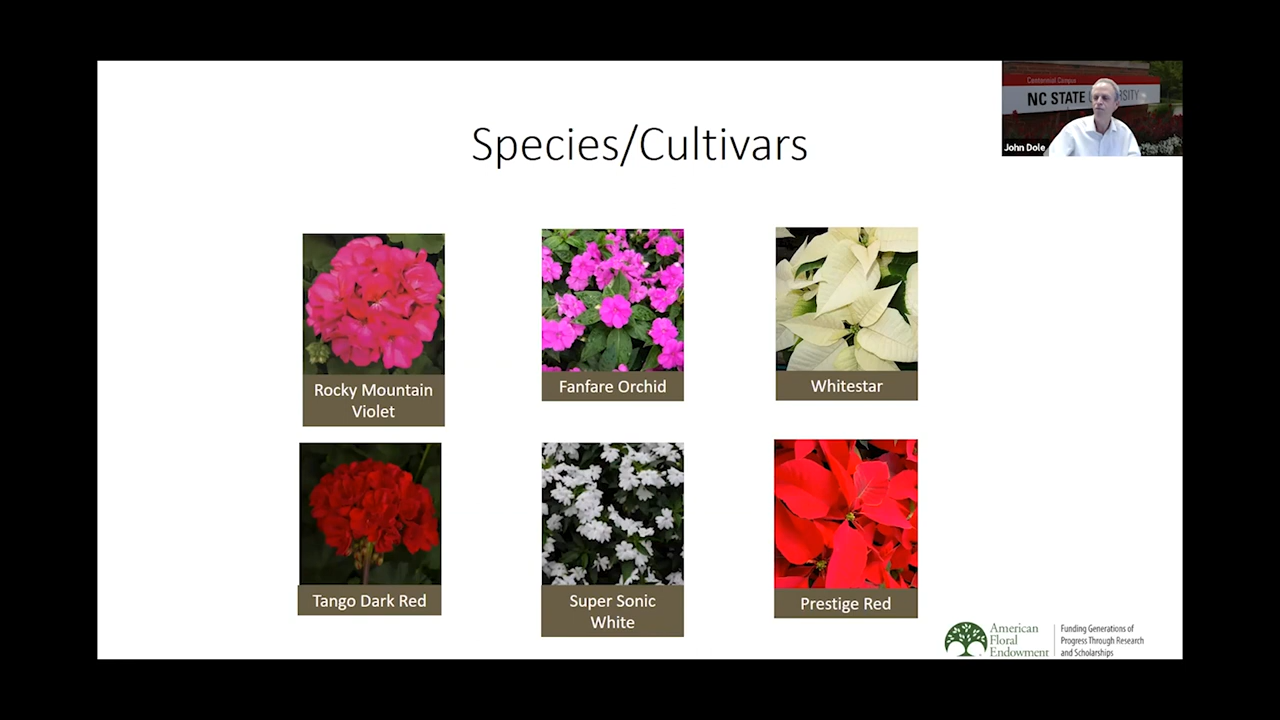 Centennial Campus
NC STATE UNIVERSITY
John Dole
Species/Cultivars
Rocky Mountain
Violet
Fanfare Orchid
Whitestar
Tango Dark Red
Super Sonic
White
Prestige Red
American
Floral
Endowment
Funding Generations of
Progress Through Research
and Scholarships